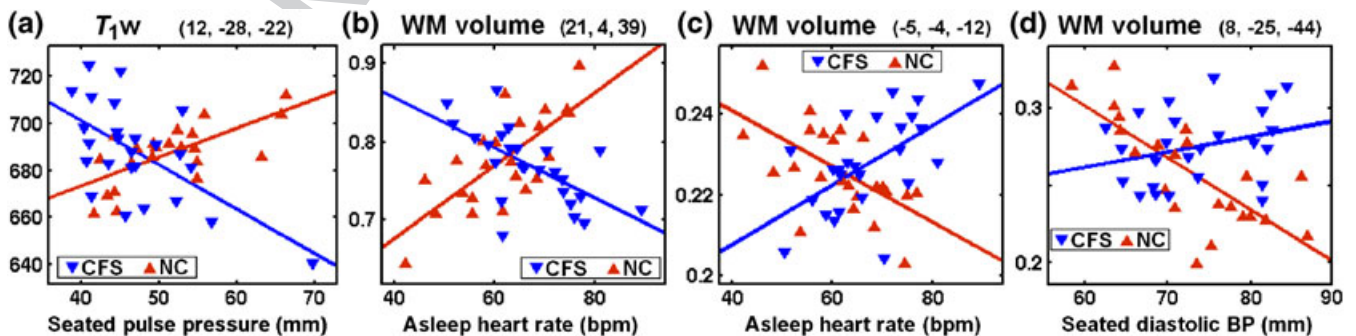 (a) T1w (12, -28, -22)
720
700
680
660
640
CFS NC
40 50 60 70
Seated pulse pressure (mm)
(b) WM volume (21, 4, 39)
0.9
0.8
0.7
CFS NC
40 60 80
Asleep heart rate (bpm)
(c) WM volume (-5, -4, -12)
CFS NC
0.24
0.22
0.2
40 60 80
Asleep heart rate (bpm)
(d) WM volume (8, -25, -44)
0.3
0.2
CFS NC
60 70 80 90
Seated diastolic BP (mm)